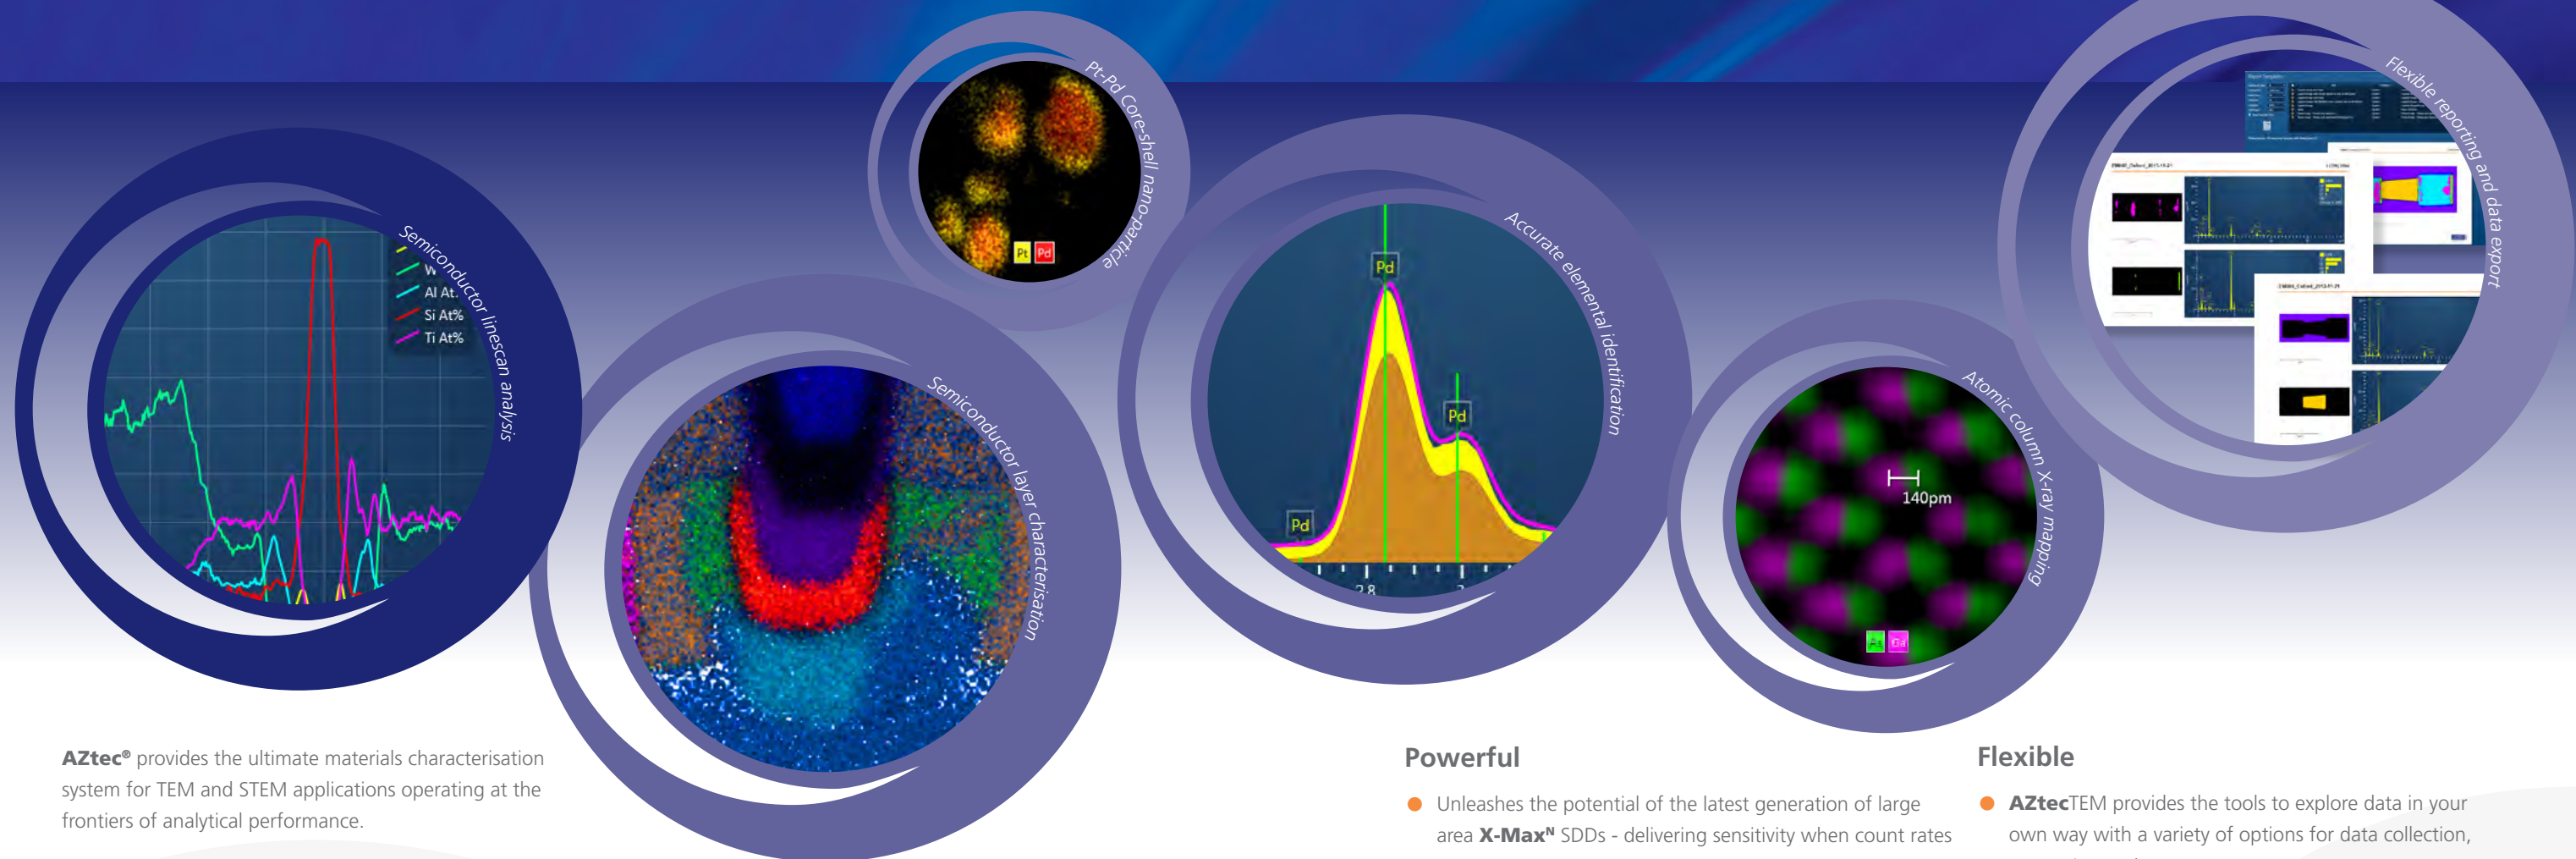 Semiconductor linescan analysis
W
Al At.
Si At%
Ti At%
Semiconductor layer characterisation
Pt-Pd Core-shell nano-particle
Pt Pd
Accurate elemental identification
Pd
Pd
Pd
2.8
Atomic column X-ray mapping
140pm
Ga
Flexible reporting and data export
AZtec® provides the ultimate materials characterisation
system for TEM and STEM applications operating at the
frontiers of analytical performance.
Powerful
Unleashes the potential of the latest generation of large
area X-Maxᴺ SDDs - delivering sensitivity when count rates
Flexible
AZtecTEM provides the tools to explore data in your
own way with a variety of options for data collection,